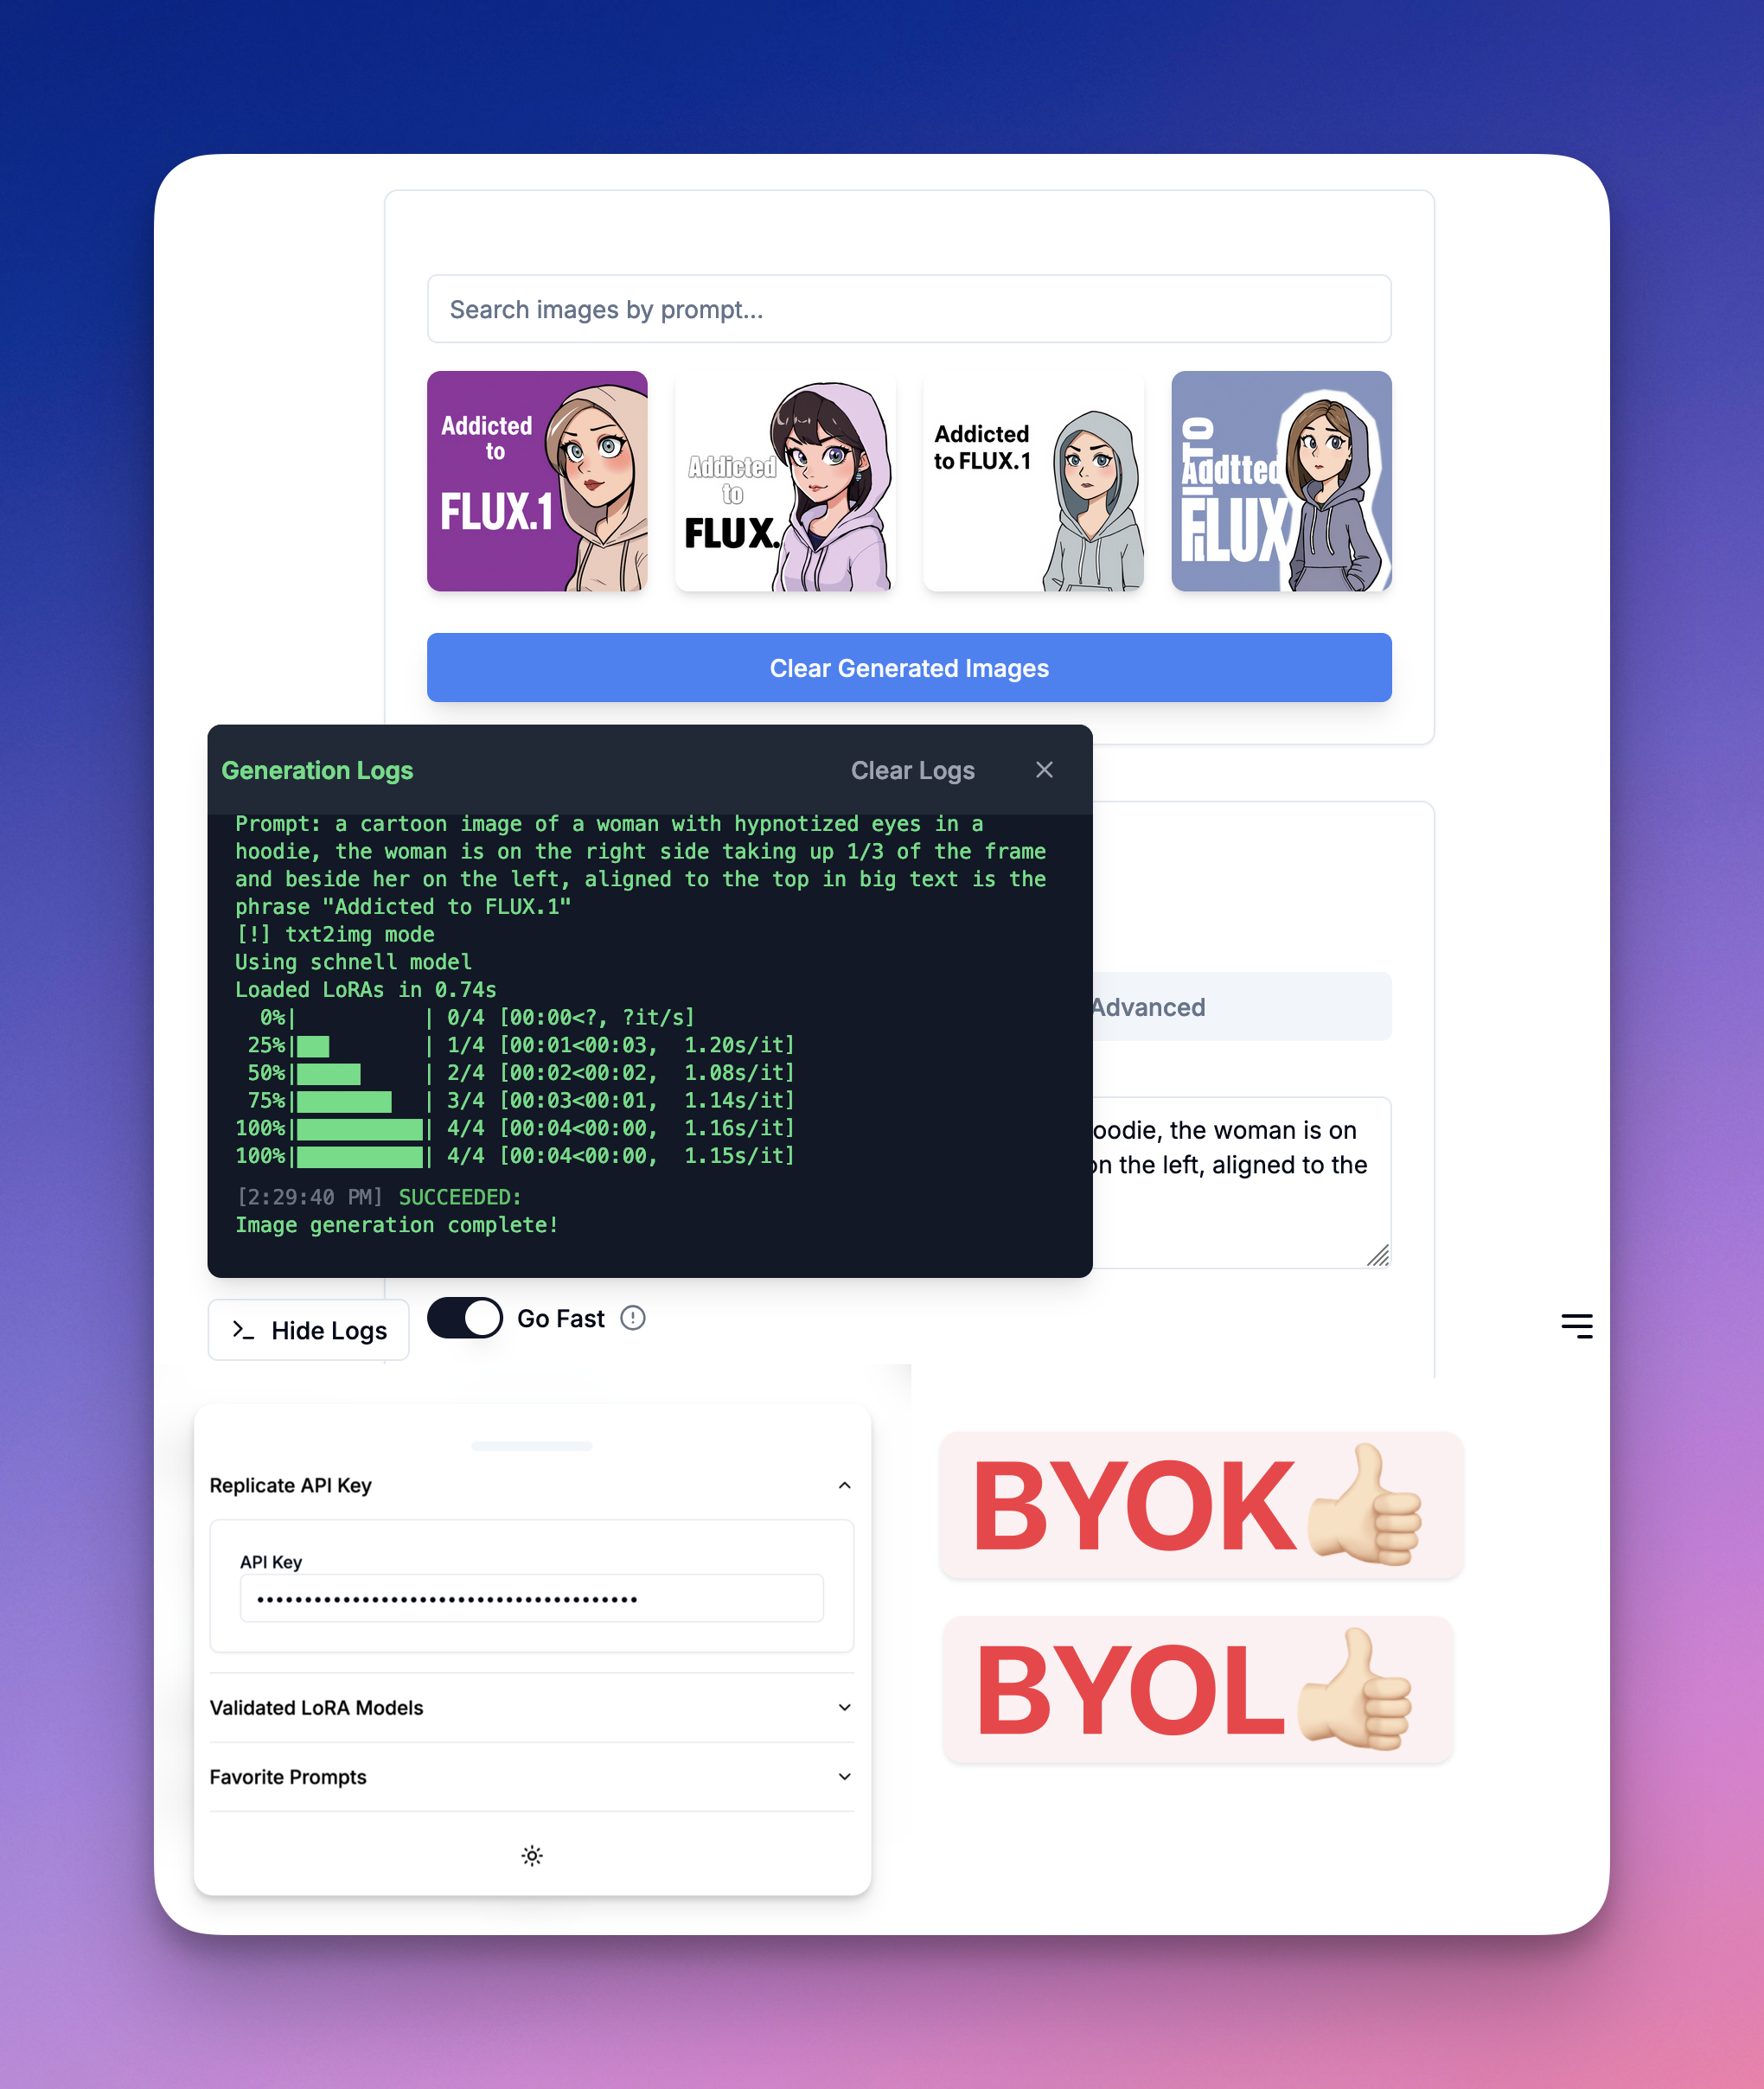 Search images by prompt...
Addicted
to
FLUX.1
Addicted
to
FLUX.
Addicted
to FLUX.1
TO
Addtted
FLUX
Clear Generated Images
Generation Logs
Clear Logs
Prompt: a cartoon image of a woman with hypnotized eyes in a
hoodie, the woman is on the right side taking up 1/3 of the frame
and beside her on the left, aligned to the top in big text is the
phrase "Addicted to FLUX.1"
[!] txt2img mode
Using schnell model
Loaded LoRAs in 0.74s
0%| | 0/4 [00:00<?, ?it/s]
25%|██▌ | 1/4 [00:01<00:03, 1.20s/it]
50%|█████ | 2/4 [00:02<00:02, 1.08s/it]
75%|███████▌ | 3/4 [00:03<00:01, 1.14s/it]
100%|██████████| 4/4 [00:04<00:00, 1.16s/it]
100%|██████████| 4/4 [00:04<00:00, 1.15s/it]
[2:29:40 PM] SUCCEEDED:
Image generation complete!
Advanced
oodie, the woman is on
on the left, aligned to the
Hide Logs
Go Fast
Replicate API Key
API Key
••••••••••••••••••••••••••••••••••••••••
Validated LoRA Models
Favorite Prompts
BYOK👍🏻
BYOL👍🏻